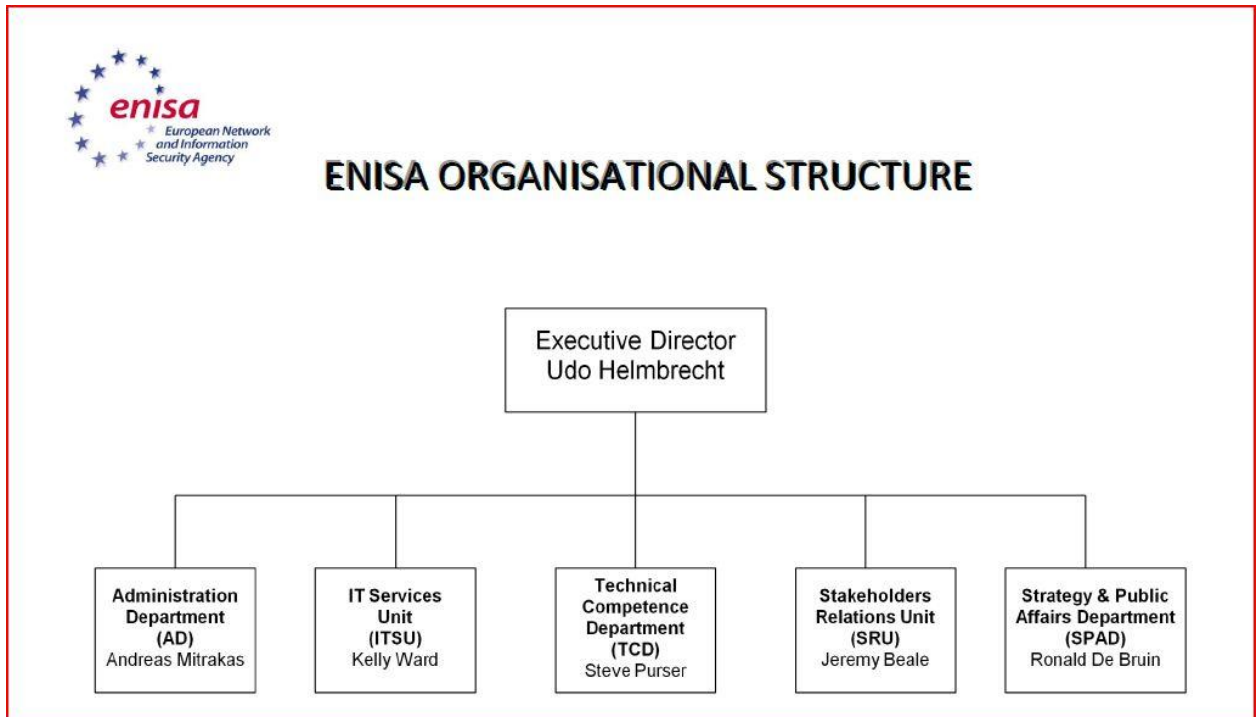 enisa
European Network
and Information
Security Agency
ENISA ORGANISATIONAL STRUCTURE
Executive Director
Udo Helmbrecht
Administration
Department
(AD)
Andreas Mitrakas
IT Services
Unit
(ITSU)
Kelly Ward
Technical
Competence
Department
(TCD)
Steve Purser
Stakeholders
Relations Unit
(SRU)
Jeremy Beale
Strategy & Public
Affairs Department
(SPAD)
Ronald De Bruin